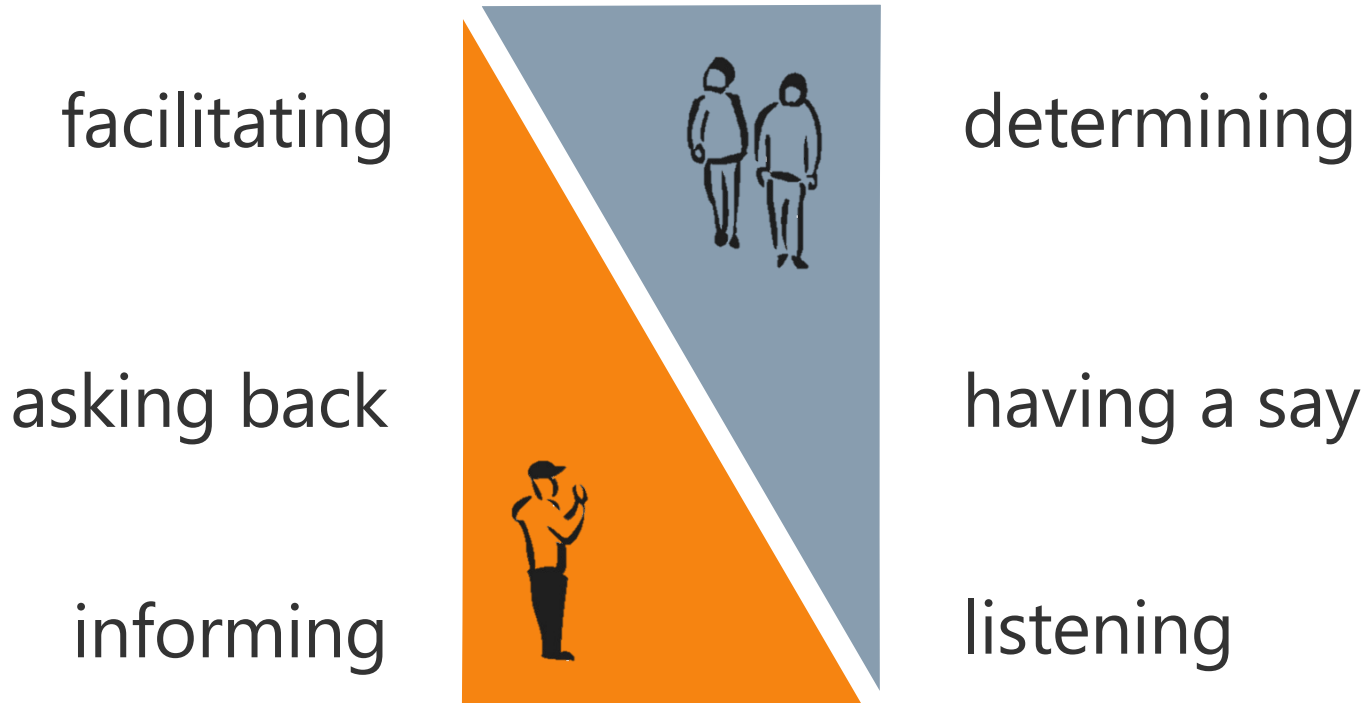 facilitating
determining
asking back
having a say
informing
listening